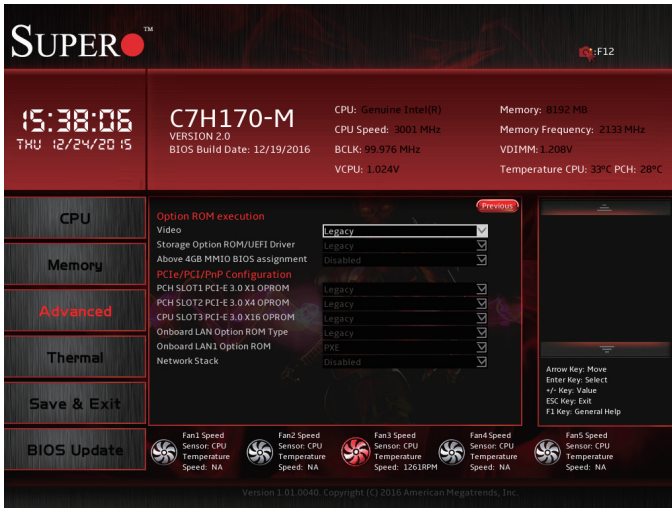 SUPER TM
C :F12
15:38:06
THU 12/24/2015
C7H170-M
VERSION 2.0
BIOS Build Date: 12/19/2016
CPU: Genuine Intel(R)
CPU Speed: 3001 MHz
BCLK: 99.976 MHz
VCPU: 1.024V
Memory: 8192 MB
Memory Frequency: 2133 MHz
VDIMM: 1.208V
Temperature CPU: 33°C PCH: 28°C
CPU
Memory
Advanced
Thermal
Save & Exit
BIOS Update
Previous
Option ROM execution
Video Legacy
Storage Option ROM/UEFI Driver Legacy
Above 4GB MMIO BIOS assignment Disabled
PCIe/PCI/PnP Configuration
PCH SLOT1 PCI-E 3.0 X1 OPROM Legacy
PCH SLOT2 PCI-E 3.0 X4 OPROM Legacy
CPU SLOT3 PCI-E 3.0 X16 OPROM Legacy
Onboard LAN Option ROM Type Legacy
Onboard LAN1 Option ROM PXE
Network Stack Disabled
Arrow Key: Move
Enter Key: Select
+/- Key: Value
ESC Key: Exit
F1 Key: General Help
Fan1 Speed
Sensor: CPU
Temperature
Speed: NA
Fan2 Speed
Sensor: CPU
Temperature
Speed: NA
Fan3 Speed
Sensor: CPU
Temperature
Speed: 1261RPM
Fan4 Speed
Sensor: CPU
Temperature
Speed: NA
Fan5 Speed
Sensor: CPU
Temperature
Speed: NA
Version 1.01.0040. Copyright (C) 2016 American Megatrends, Inc.